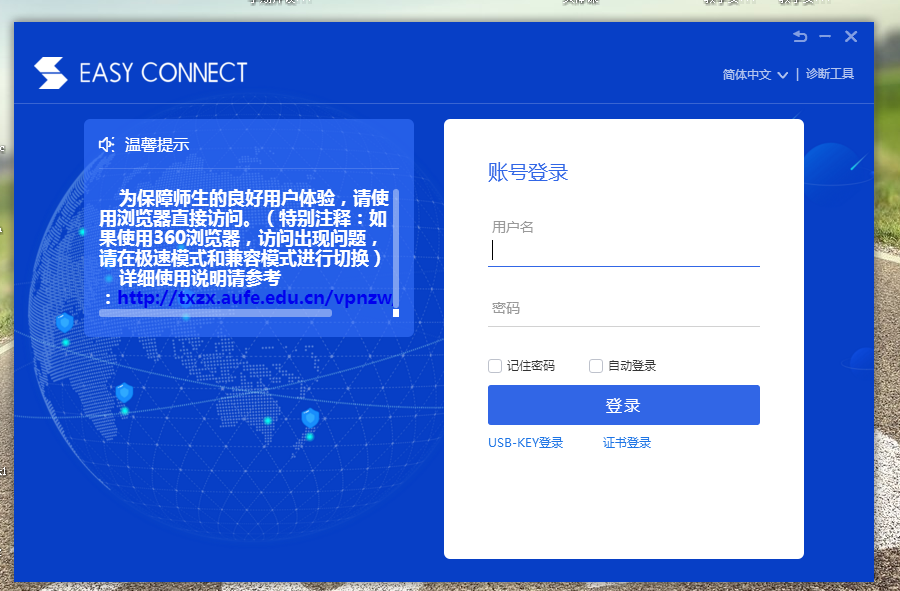 EASY CONNECT
简体中文 | 诊断工具
温馨提示
为保障师生的良好用户体验，请使
用浏览器直接访问。（特别注释：如
果使用360浏览器，访问出现问题，
请在极速模式和兼容模式进行切换）
详细使用说明请参考
：http://txzx.aufe.edu.cn/vpnzw
账号登录
用户名
密码
记住密码
自动登录
登录
USB-KEY登录
证书登录